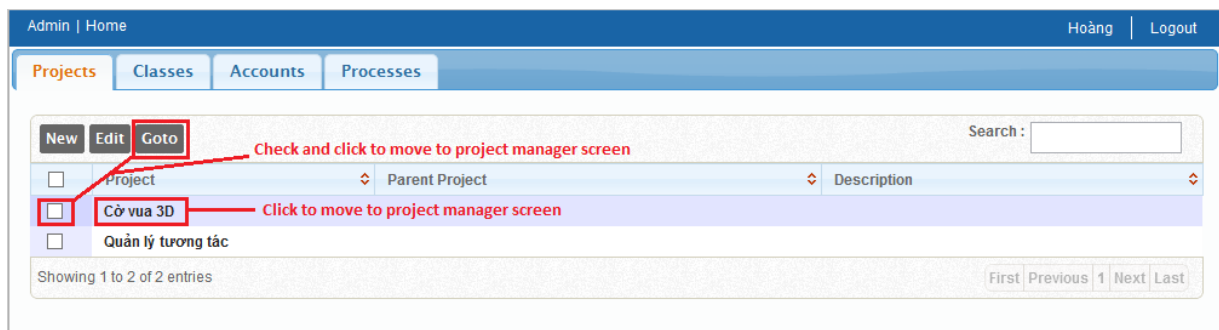 Admin | Home Hoàng | Logout
Projects Classes Accounts Processes
New Edit Goto Search :
Check and click to move to project manager screen
Project Parent Project Description
Cờ vua 3D Click to move to project manager screen
Quản lý tương tác
Showing 1 to 2 of 2 entries First Previous 1 Next Last